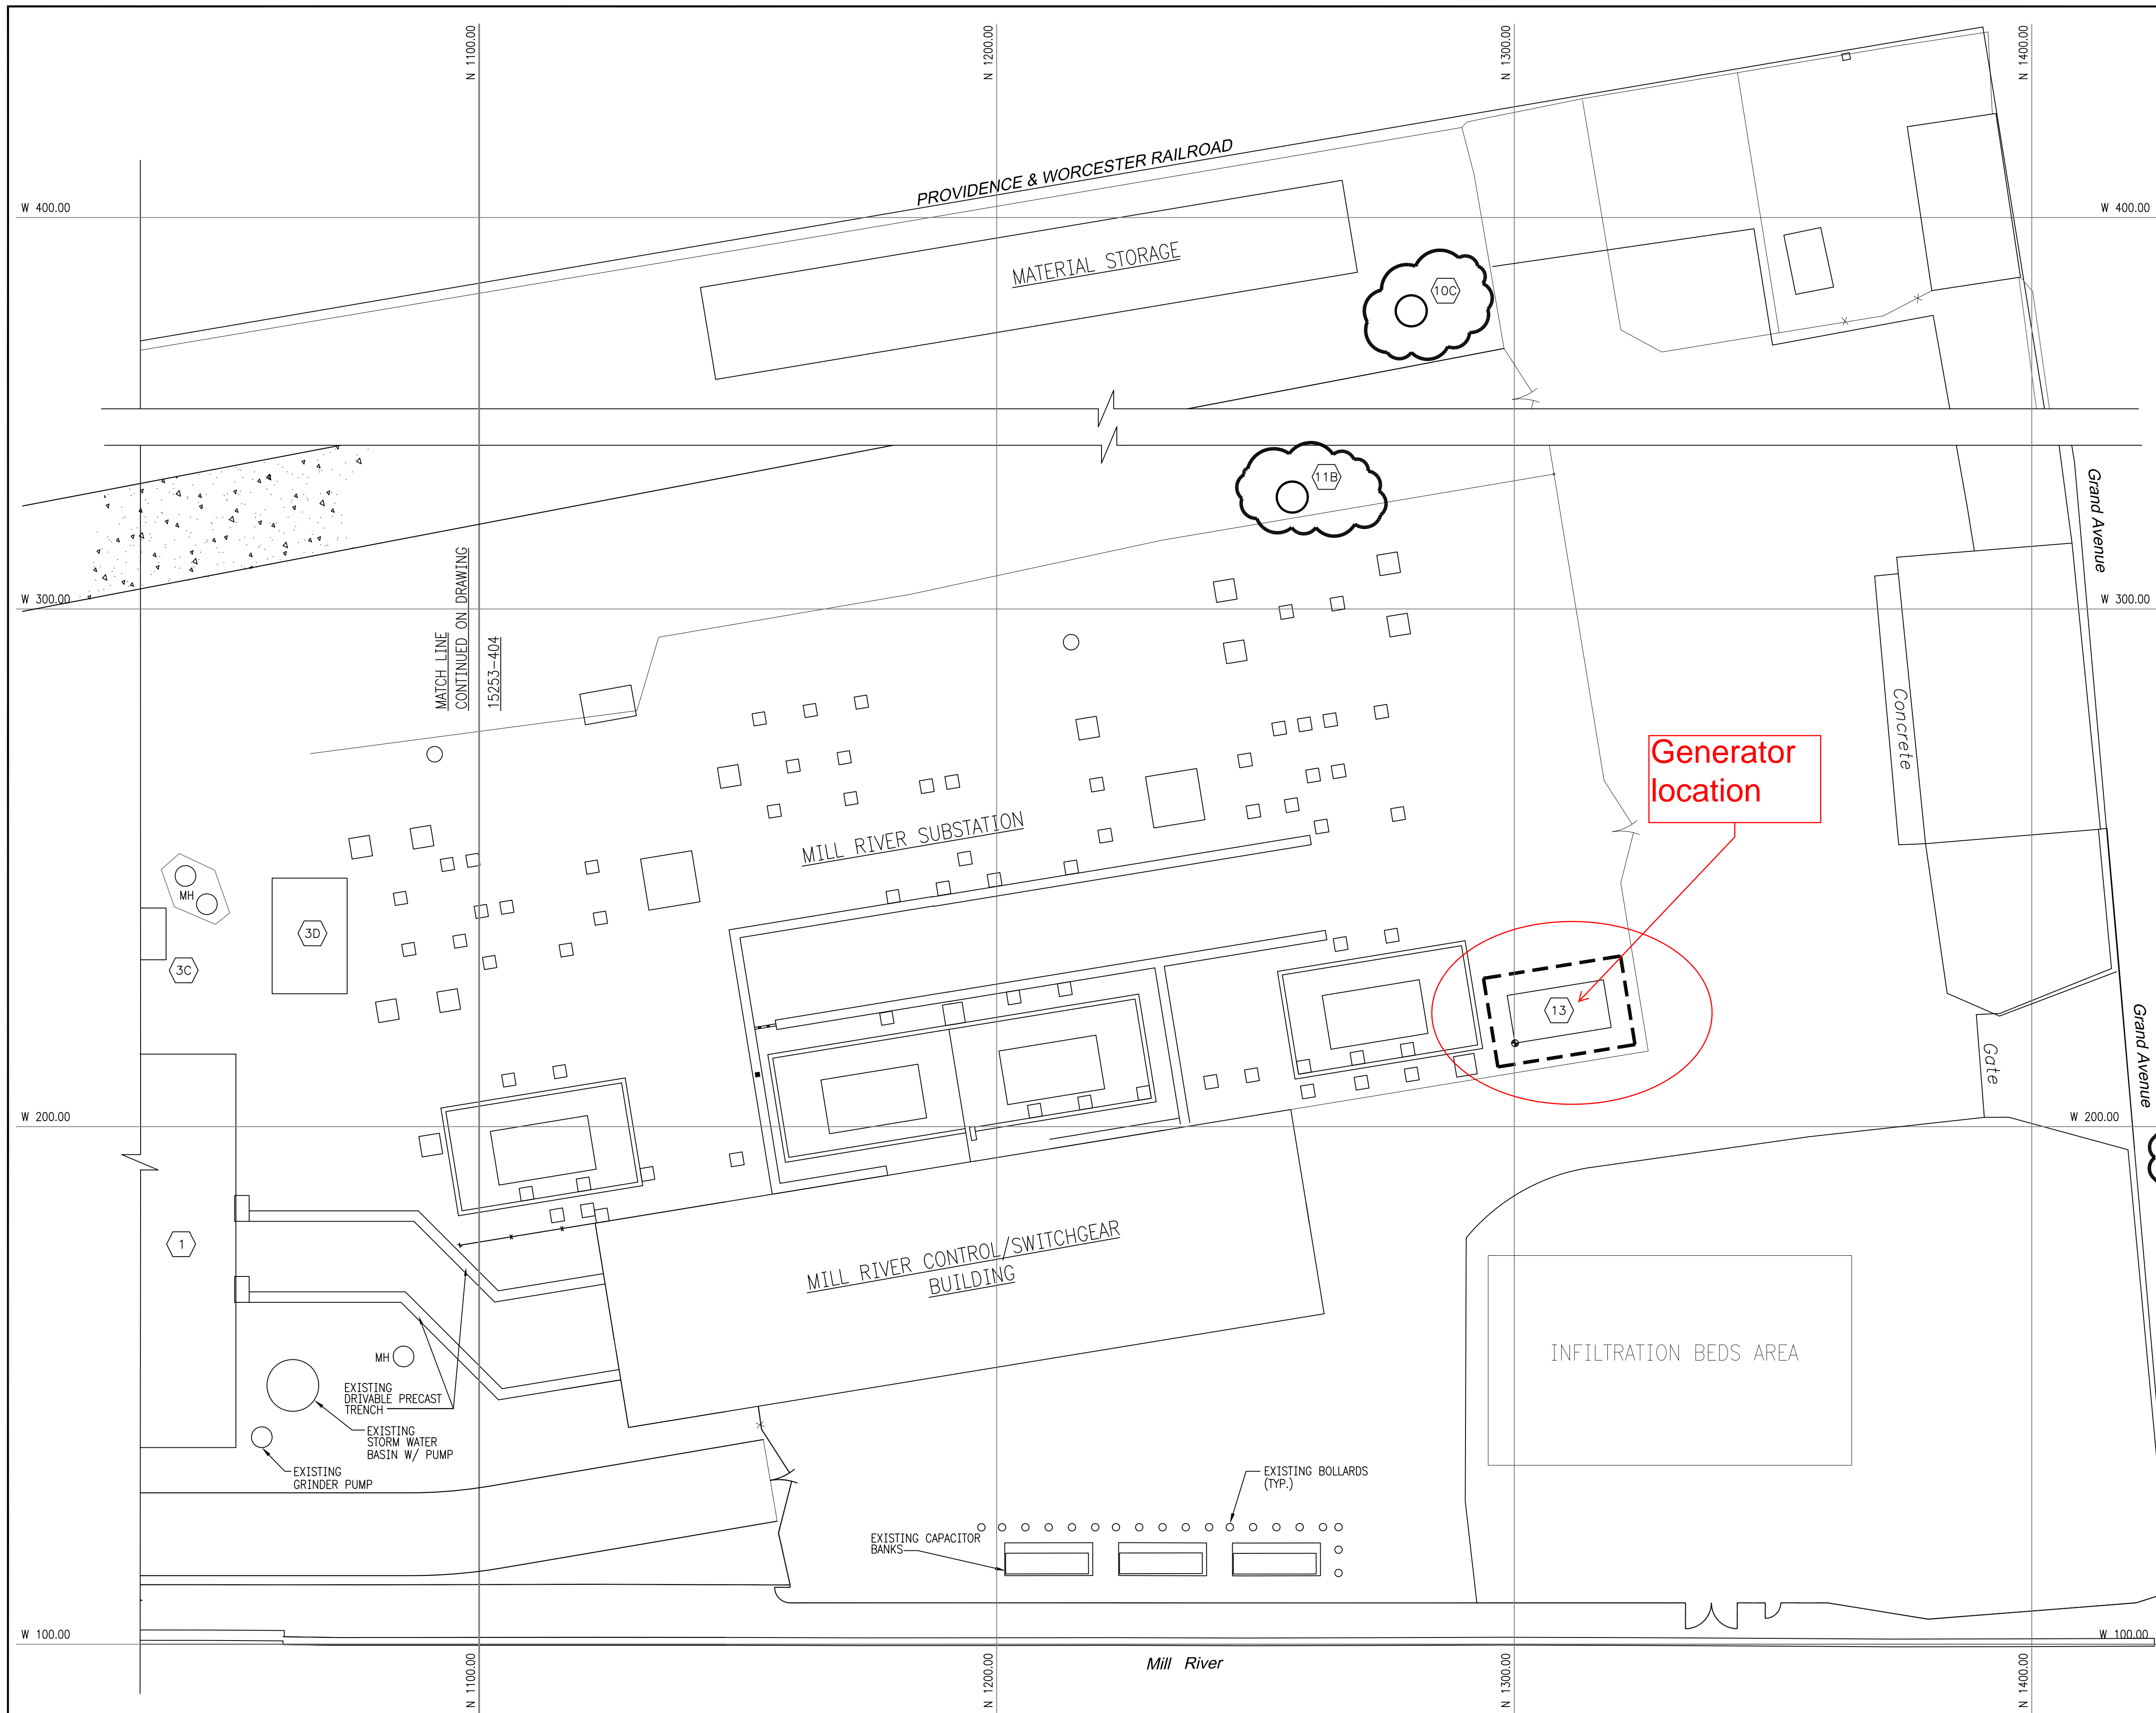 N 1100.00
N 1200.00
N 1300.00
N 1400.00
PROVIDENCE & WORCESTER RAILROAD
W 400.00
W 400.00
MATERIAL STORAGE
10C
11B
Grand Avenue
MATCH LINE
CONTINUED ON DRAWING
15253-404
W 300.00
W 300.00
Concrete
Generator
location
MILL RIVER SUBSTATION
MH
3D
3C
13
Gate
Grand Avenue
W 200.00
W 200.00
1
MILL RIVER CONTROL/SWITCHGEAR
BUILDING
INFILTRATION BEDS AREA
MH
EXISTING
DRIVABLE PRECAST
TRENCH
EXISTING
STORM WATER
BASIN W/ PUMP
EXISTING
GRINDER PUMP
EXISTING BOLLARDS
(TYP.)
EXISTING CAPACITOR
BANKS
W 100.00
W 100.00
Mill River
N 1100.00
N 1200.00
N 1300.00
N 1400.00